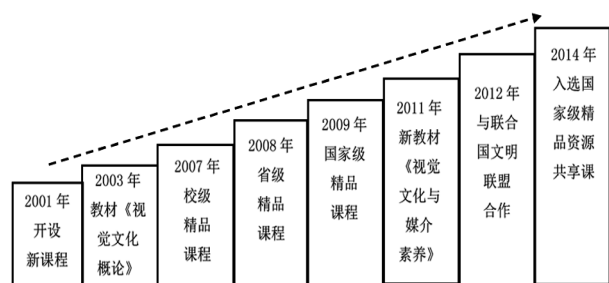 2001 年
开设
新课程
2003 年
教材《视
觉文化
概论》
2007 年
校级
精品
课程
2008 年
省级
精品
课程
2009 年
国家级
精品
课程
2011 年
新教材
《视觉
文化与
媒介
素养》
2012 年
与联合
国文明
联盟
合作
2014 年
入选国
家级精
品资源
共享课